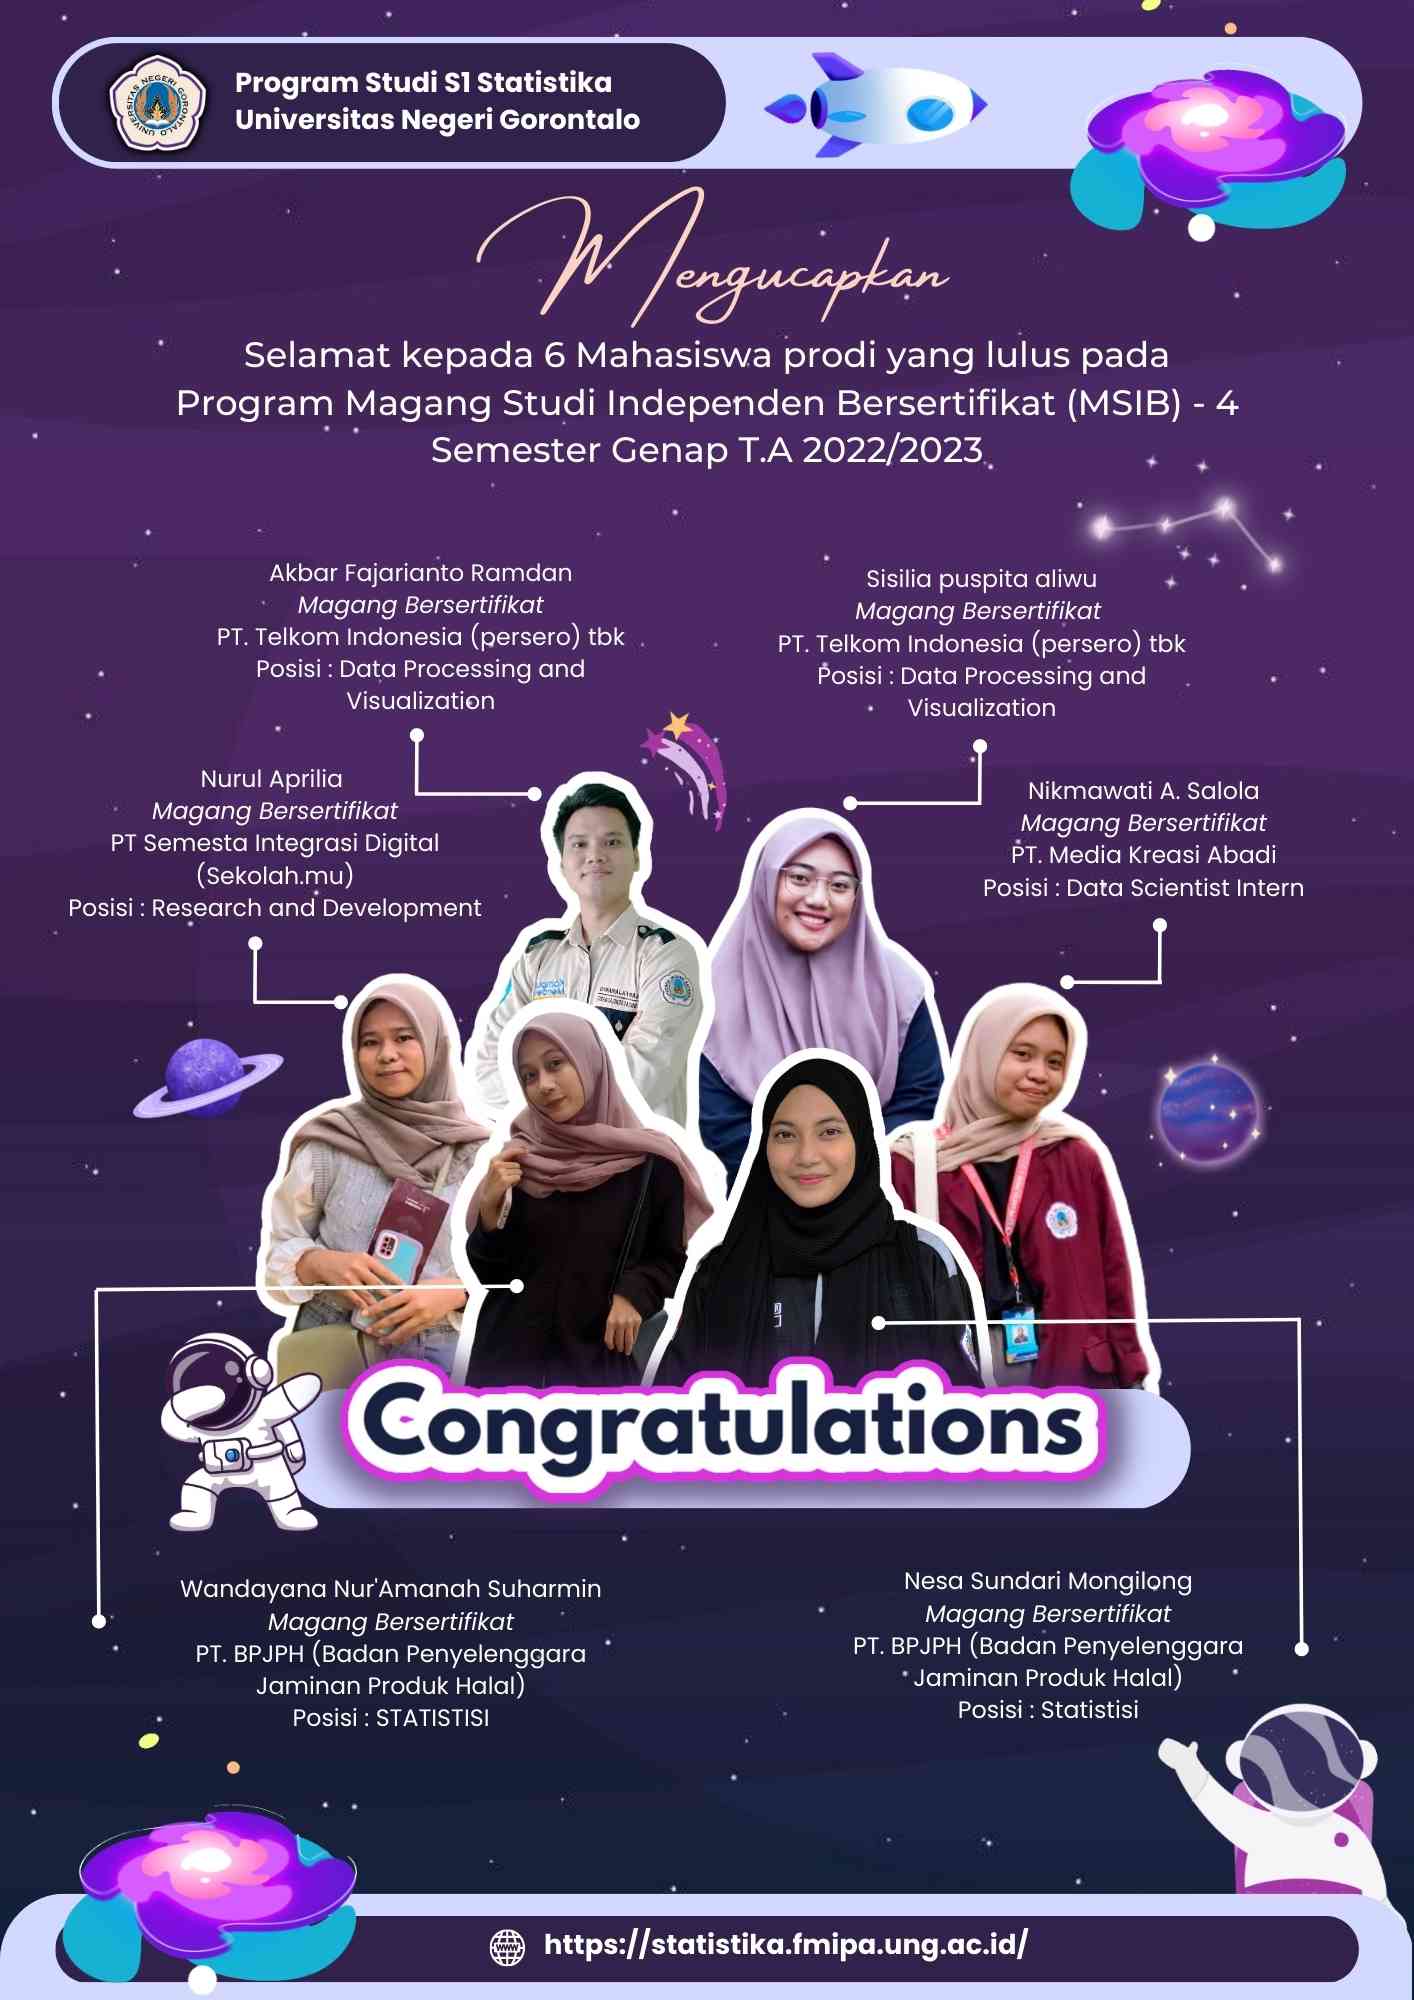 Program Studi S1 Statistika
Universitas Negeri Gorontalo
UNIVERSITAS NEGERI GORONTALO
Mengucapkan
Selamat kepada 6 Mahasiswa prodi yang lulus pada
Program Magang Studi Independen Bersertifikat (MSIB) - 4
Semester Genap T.A 2022/2023
Akbar Fajarianto Ramdan
Magang Bersertifikat
PT. Telkom Indonesia (persero) tbk
Posisi : Data Processing and
Visualization
Sisilia puspita aliwu
Magang Bersertifikat
PT. Telkom Indonesia (persero) tbk
Posisi : Data Processing and
Visualization
Nurul Aprilia
Magang Bersertifikat
PT Semesta Integrasi Digital
(Sekolah.mu)
Posisi : Research and Development
Nikmawati A. Salola
Magang Bersertifikat
PT. Media Kreasi Abadi
Posisi : Data Scientist Intern
Congratulations
Wandayana Nur'Amanah Suharmin
Magang Bersertifikat
PT. BPJPH (Badan Penyelenggara
Jaminan Produk Halal)
Posisi : STATISTISI
Nesa Sundari Mongilong
Magang Bersertifikat
PT. BPJPH (Badan Penyelenggara
Jaminan Produk Halal)
Posisi : Statistisi
WWW
https://statistika.fmipa.ung.ac.id/